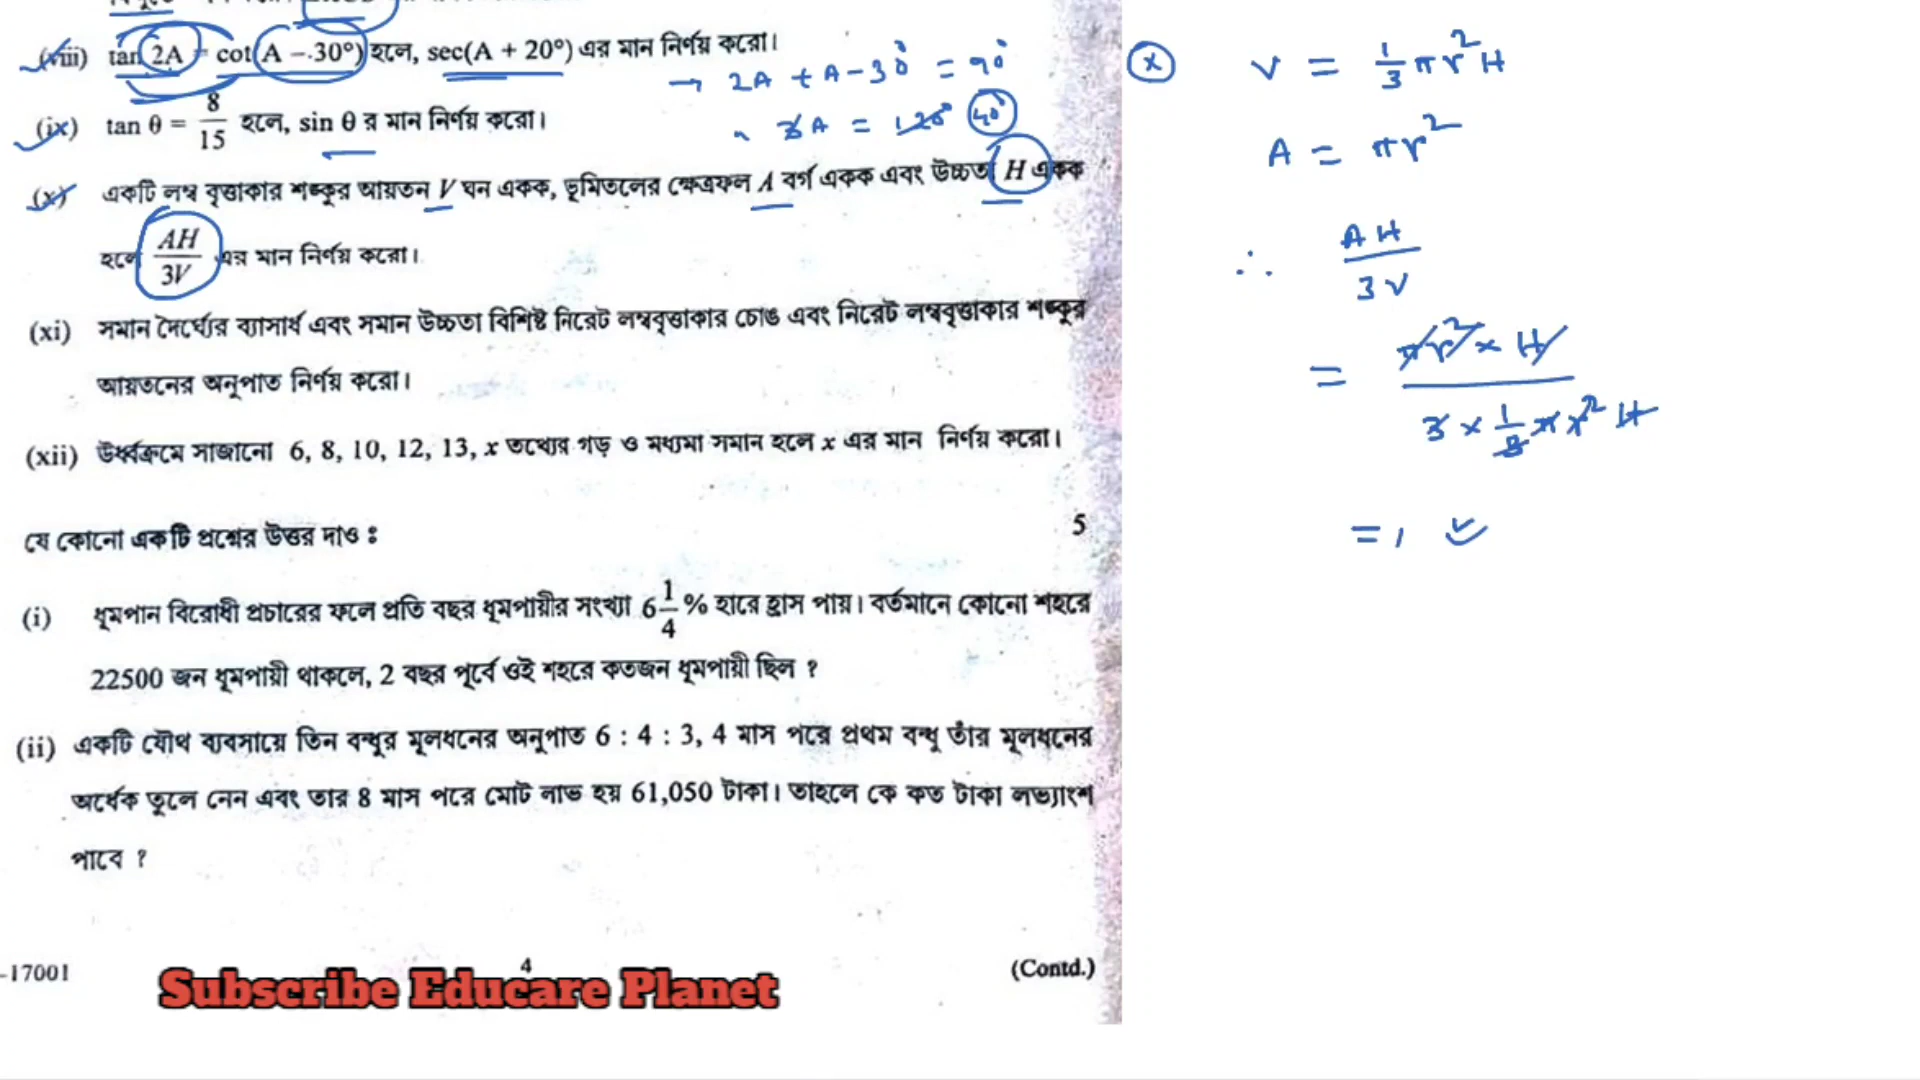 (viii) tan 2A = cot(A – 30°) হলে, sec(A + 20°) এর মান নির্ণয় করো।
→ 2A + A – 30° = 90°
(ix) tan θ = 8/15 হলে, sin θ র মান নির্ণয় করো।
3A = 120° 40°
(x) একটি লম্ব বৃত্তাকার শঙ্কুর আয়তন V ঘন একক, ভূমিতলের ক্ষেত্রফল A বর্গ একক এবং উচ্চতা H একক
হলে AH/3V এর মান নির্ণয় করো।
(xi) সমান দৈর্ঘ্যের ব্যাসার্ধ এবং সমান উচ্চতা বিশিষ্ট নিরেট লম্ববৃত্তাকার চোঙ এবং নিরেট লম্ববৃত্তাকার শঙ্কুর
আয়তনের অনুপাত নির্ণয় করো।
(xii) উর্ধ্বক্রমে সাজানো 6, 8, 10, 12, 13, x তথ্যের গড় ও মধ্যমা সমান হলে x এর মান নির্ণয় করো।
যে কোনো একটি প্রশ্নের উত্তর দাও : 5
(i) ধূমপান বিরোধী প্রচারের ফলে প্রতি বছর ধূমপায়ীর সংখ্যা 6 1/4 % হারে হ্রাস পায়। বর্তমানে কোনো শহরে
22500 জন ধূমপায়ী থাকলে, 2 বছর পূর্বে ওই শহরে কতজন ধূমপায়ী ছিল ?
(ii) একটি যৌথ ব্যবসায়ে তিন বন্ধুর মূলধনের অনুপাত 6 : 4 : 3, 4 মাস পরে প্রথম বন্ধু তাঁর মূলধনের
অর্ধেক তুলে নেন এবং তার 8 মাস পরে মোট লাভ হয় 61,050 টাকা। তাহলে কে কত টাকা লভ্যাংশ
পাবে ?
-17001
4
(Contd.)
Subscribe Educare Planet
(x) V = 1/3 πr² H
A = πr²
∴ AH/3V
= πr² × H / 3 × 1/3 πr² H
= 1